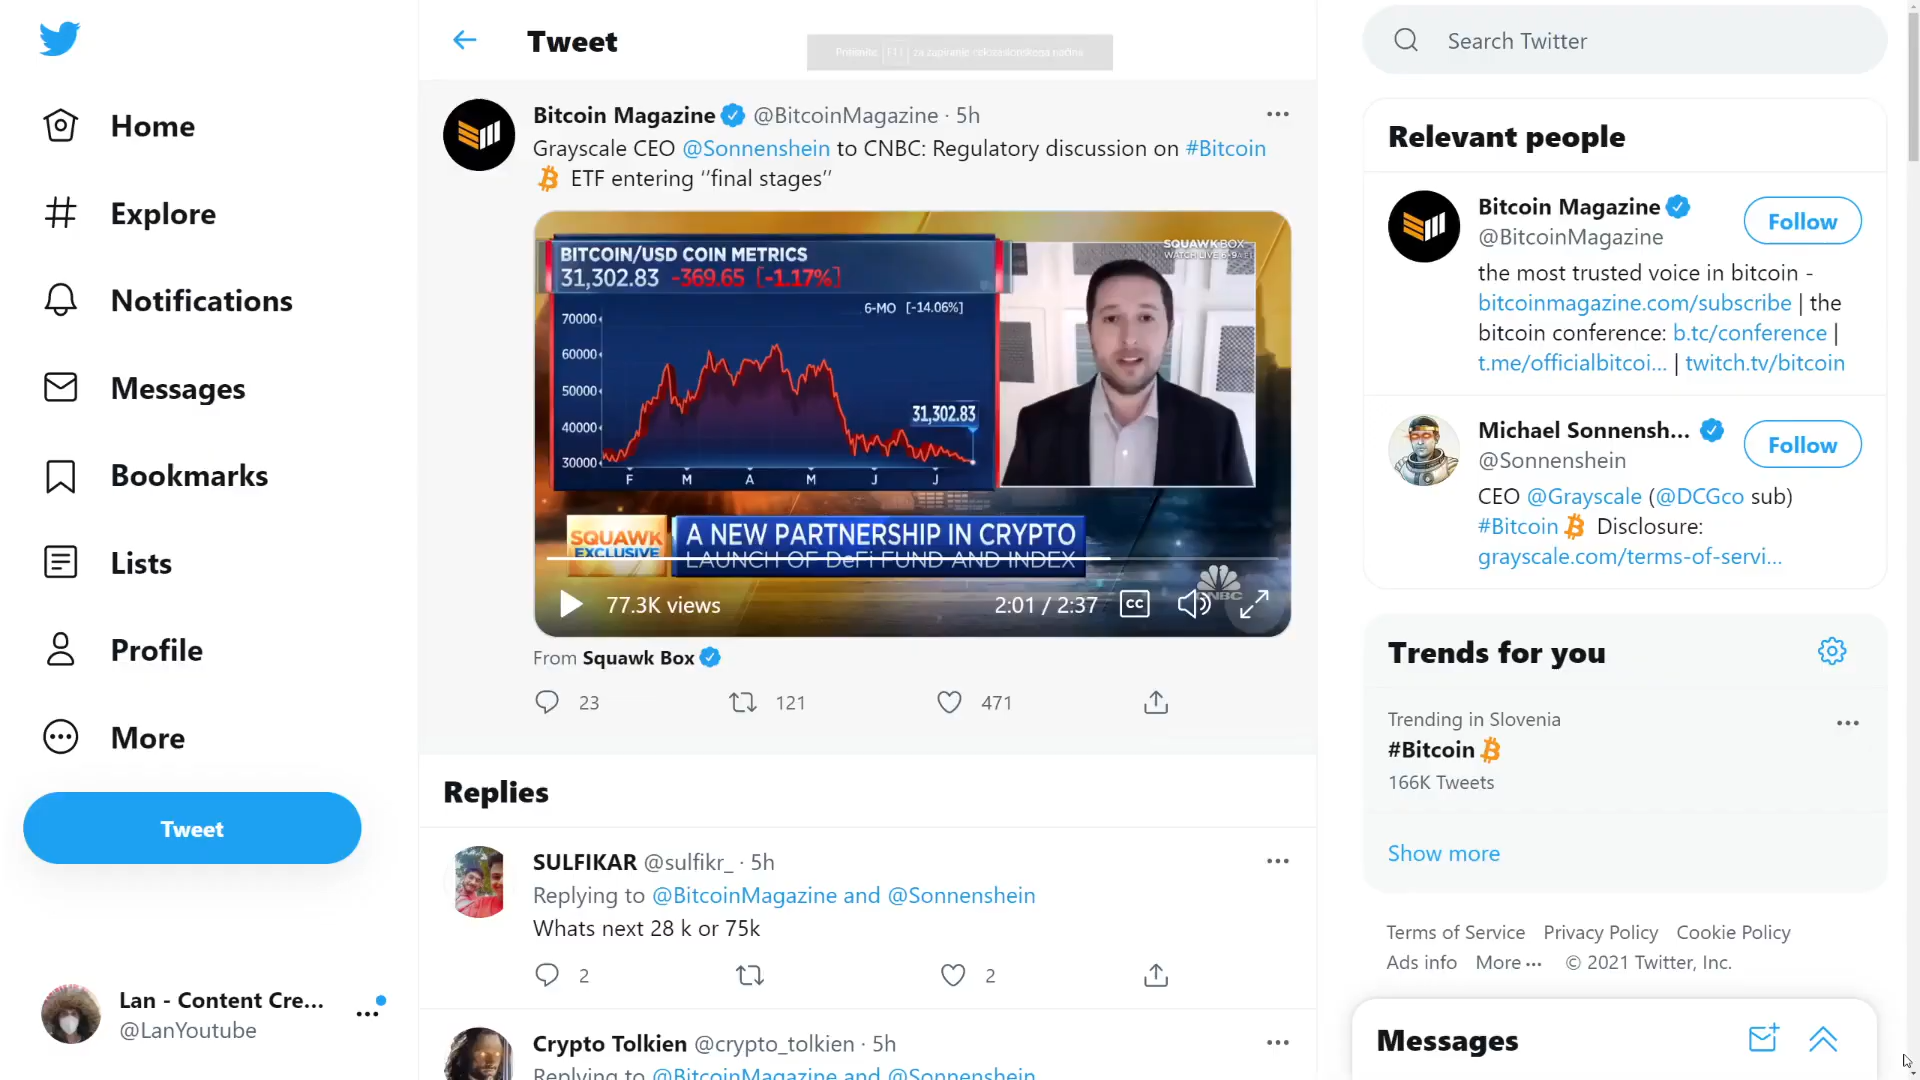 Home
Explore
Notifications
Messages
Bookmarks
Lists
Profile
More
Tweet
Lan - Content Cre...
@LanYoutube
Tweet
Pritisnite F11 za zapiranje celozaslonskega načina
Bitcoin Magazine @BitcoinMagazine · 5h
Grayscale CEO @Sonnenshein to CNBC: Regulatory discussion on #Bitcoin
ETF entering ‘‘final stages’’
BITCOIN/USD COIN METRICS
31,302.83 -369.65 [-1.17%]
6-MO [-14.06%]
70000
60000
50000
40000
30000
31,302.83
F M A M J J
SQUAWK BOX
SQUAWK
EXCLUSIVE
A NEW PARTNERSHIP IN CRYPTO
LAUNCH OF DeFi FUND AND INDEX
CNBC
77.3K views
2:01 / 2:37
CC
From Squawk Box
23
121
471
Replies
SULFIKAR @sulfikr_ · 5h
Replying to @BitcoinMagazine and @Sonnenshein
Whats next 28 k or 75k
2
2
Crypto Tolkien @crypto_tolkien · 5h
Replying to @BitcoinMagazine and @Sonnenshein
Search Twitter
Relevant people
Bitcoin Magazine
@BitcoinMagazine
Follow
the most trusted voice in bitcoin -
bitcoinmagazine.com/subscribe | the
bitcoin conference: b.tc/conference |
t.me/officialbitcoi... | twitch.tv/bitcoin
Michael Sonnensh...
@Sonnenshein
Follow
CEO @Grayscale (@DCGco sub)
#Bitcoin Disclosure:
grayscale.com/terms-of-servi...
Trends for you
Trending in Slovenia
#Bitcoin
166K Tweets
Show more
Terms of Service Privacy Policy Cookie Policy
Ads info More ··· © 2021 Twitter, Inc.
Messages